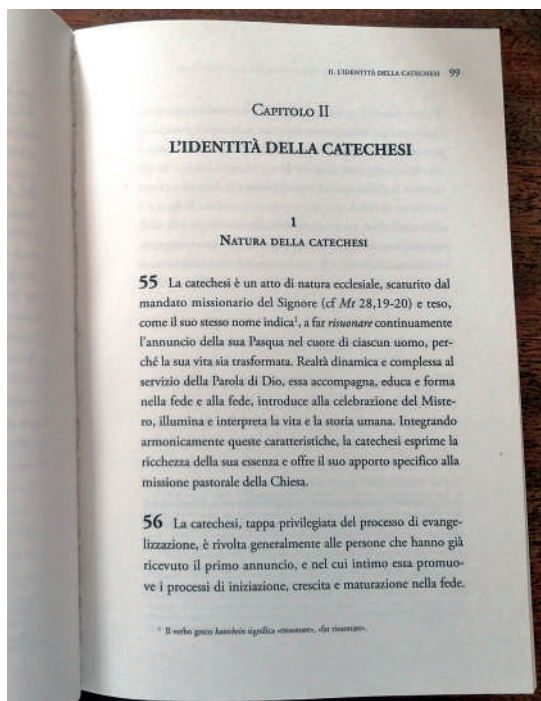 II. L'IDENTITÀ DELLA CATECHESI 99
CAPITOLO II
L'IDENTITÀ DELLA CATECHESI
1
NATURA DELLA CATECHESI
55 La catechesi è un atto di natura ecclesiale, scaturito dal
mandato missionario del Signore (cf Mt 28,19-20) e teso,
come il suo stesso nome indica¹, a far risuonare continuamente
l'annuncio della sua Pasqua nel cuore di ciascun uomo, per-
ché la sua vita sia trasformata. Realtà dinamica e complessa al
servizio della Parola di Dio, essa accompagna, educa e forma
nella fede e alla fede, introduce alla celebrazione del Miste-
ro, illumina e interpreta la vita e la storia umana. Integrando
armonicamente queste caratteristiche, la catechesi esprime la
ricchezza della sua essenza e offre il suo apporto specifico alla
missione pastorale della Chiesa.
56 La catechesi, tappa privilegiata del processo di evange-
lizzazione, è rivolta generalmente alle persone che hanno già
ricevuto il primo annuncio, e nel cui intimo essa promuo-
ve i processi di iniziazione, crescita e maturazione nella fede.
¹ Il verbo greco katechein significa «risuonare», «far risuonare».